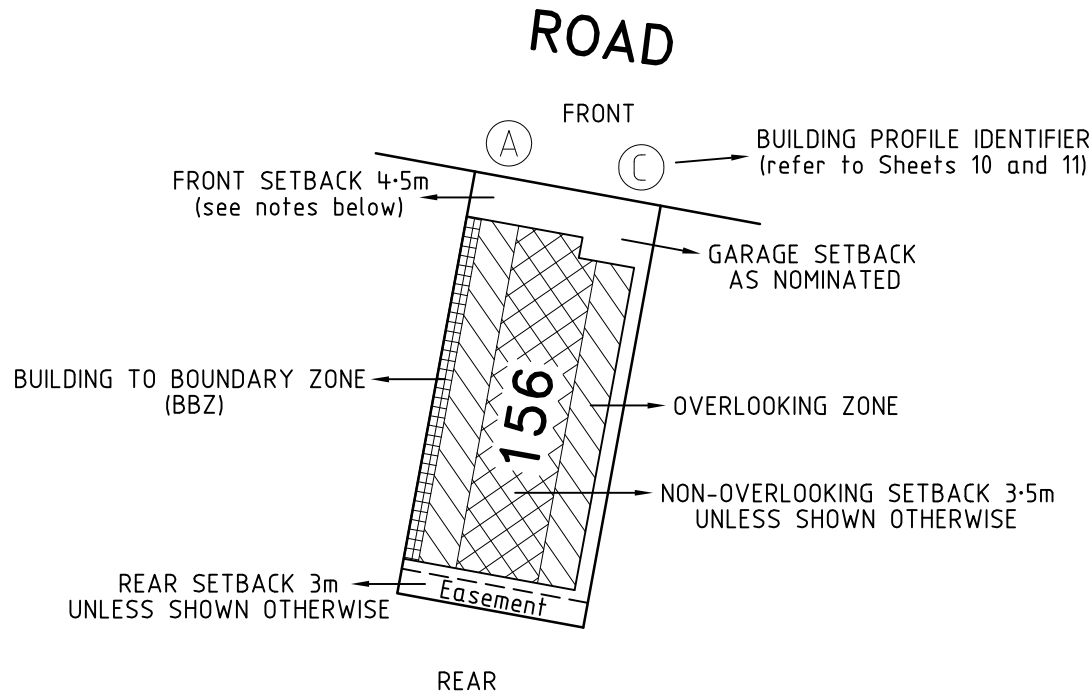 ROAD
FRONT
A
C
BUILDING PROFILE IDENTIFIER
(refer to Sheets 10 and 11)
FRONT SETBACK 4·5m
(see notes below)
GARAGE SETBACK
AS NOMINATED
BUILDING TO BOUNDARY ZONE
(BBZ)
156
OVERLOOKING ZONE
NON-OVERLOOKING SETBACK 3·5m
UNLESS SHOWN OTHERWISE
REAR SETBACK 3m
UNLESS SHOWN OTHERWISE
Easement
REAR